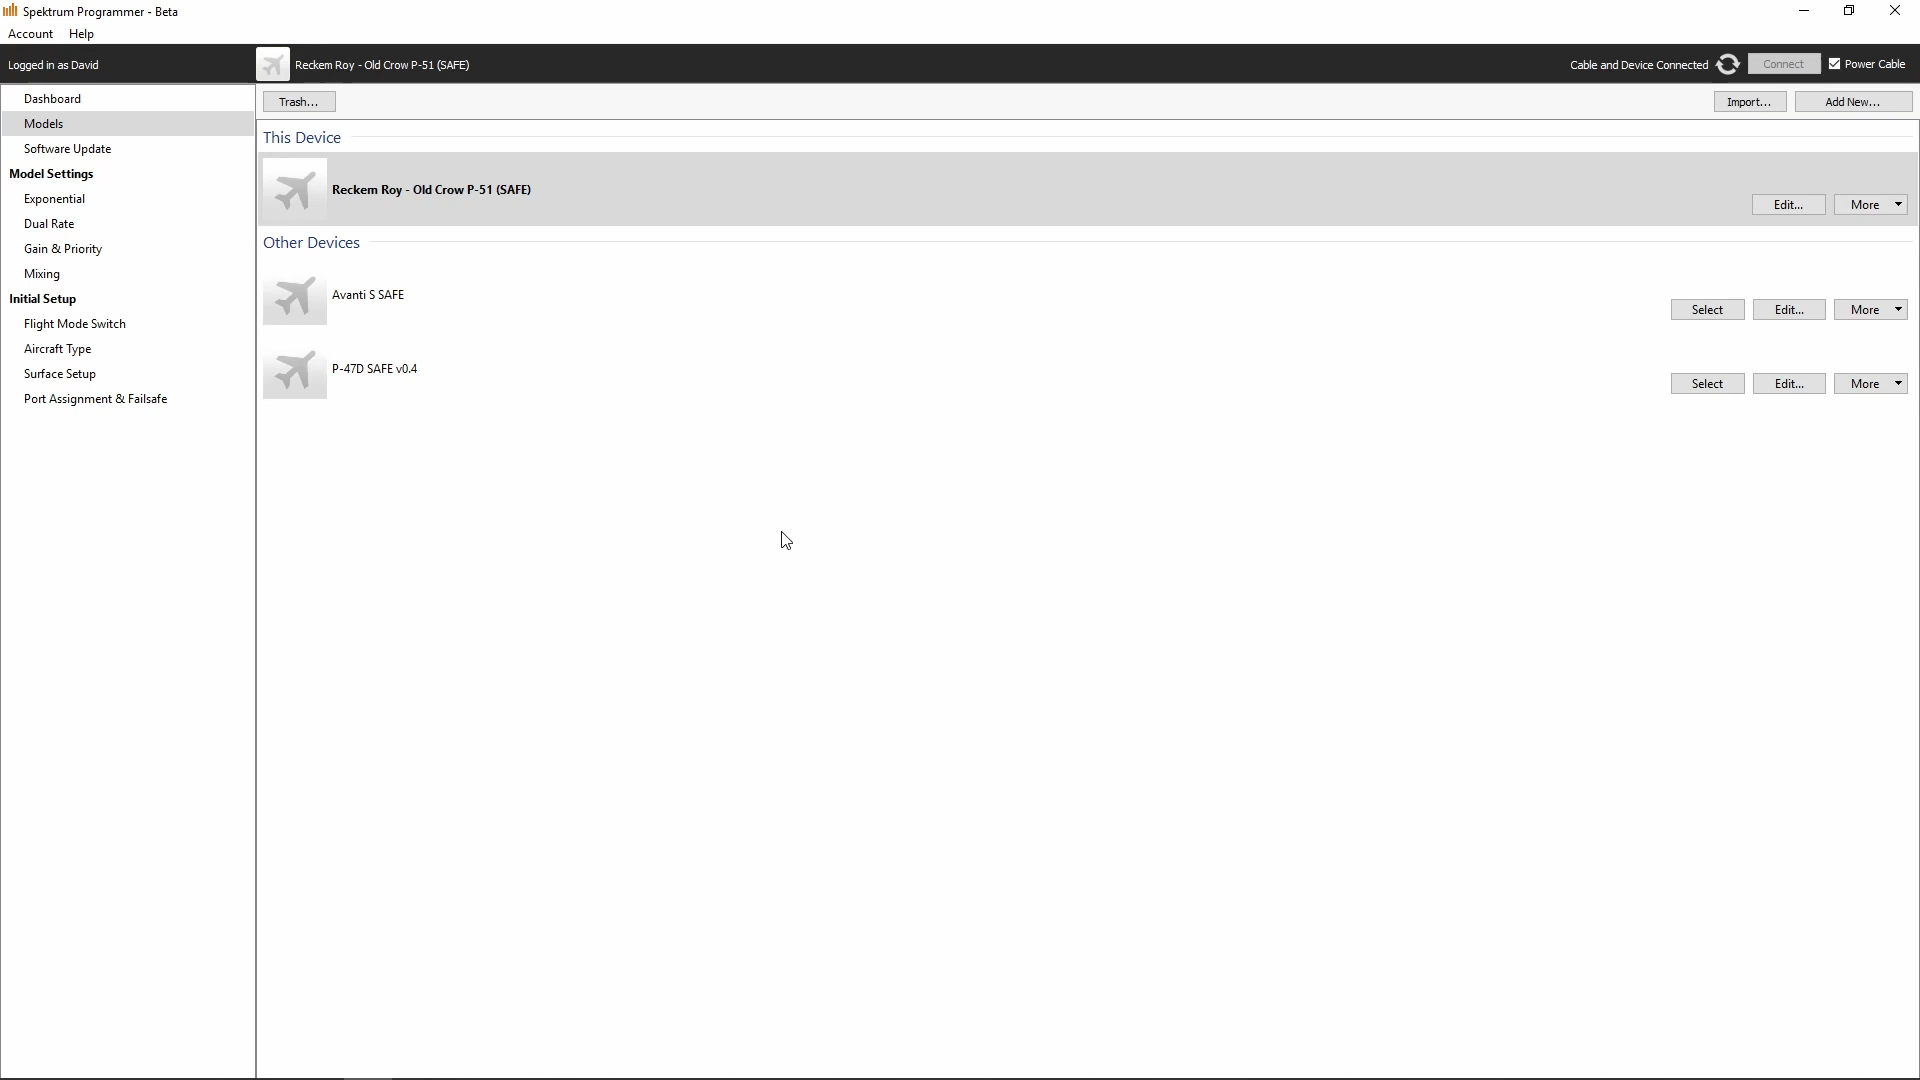 Spektrum Programmer - Beta
Account Help
Logged in as David
Reckem Roy - Old Crow P-51 (SAFE)
Cable and Device Connected
Connect
Power Cable
Dashboard
Models
Software Update
Model Settings
Exponential
Dual Rate
Gain & Priority
Mixing
Initial Setup
Flight Mode Switch
Aircraft Type
Surface Setup
Port Assignment & Failsafe
Trash...
Import...
Add New...
This Device
Reckem Roy - Old Crow P-51 (SAFE)
Edit...
More
Other Devices
Avanti S SAFE
Select
Edit...
More
P-47D SAFE v0.4
Select
Edit...
More